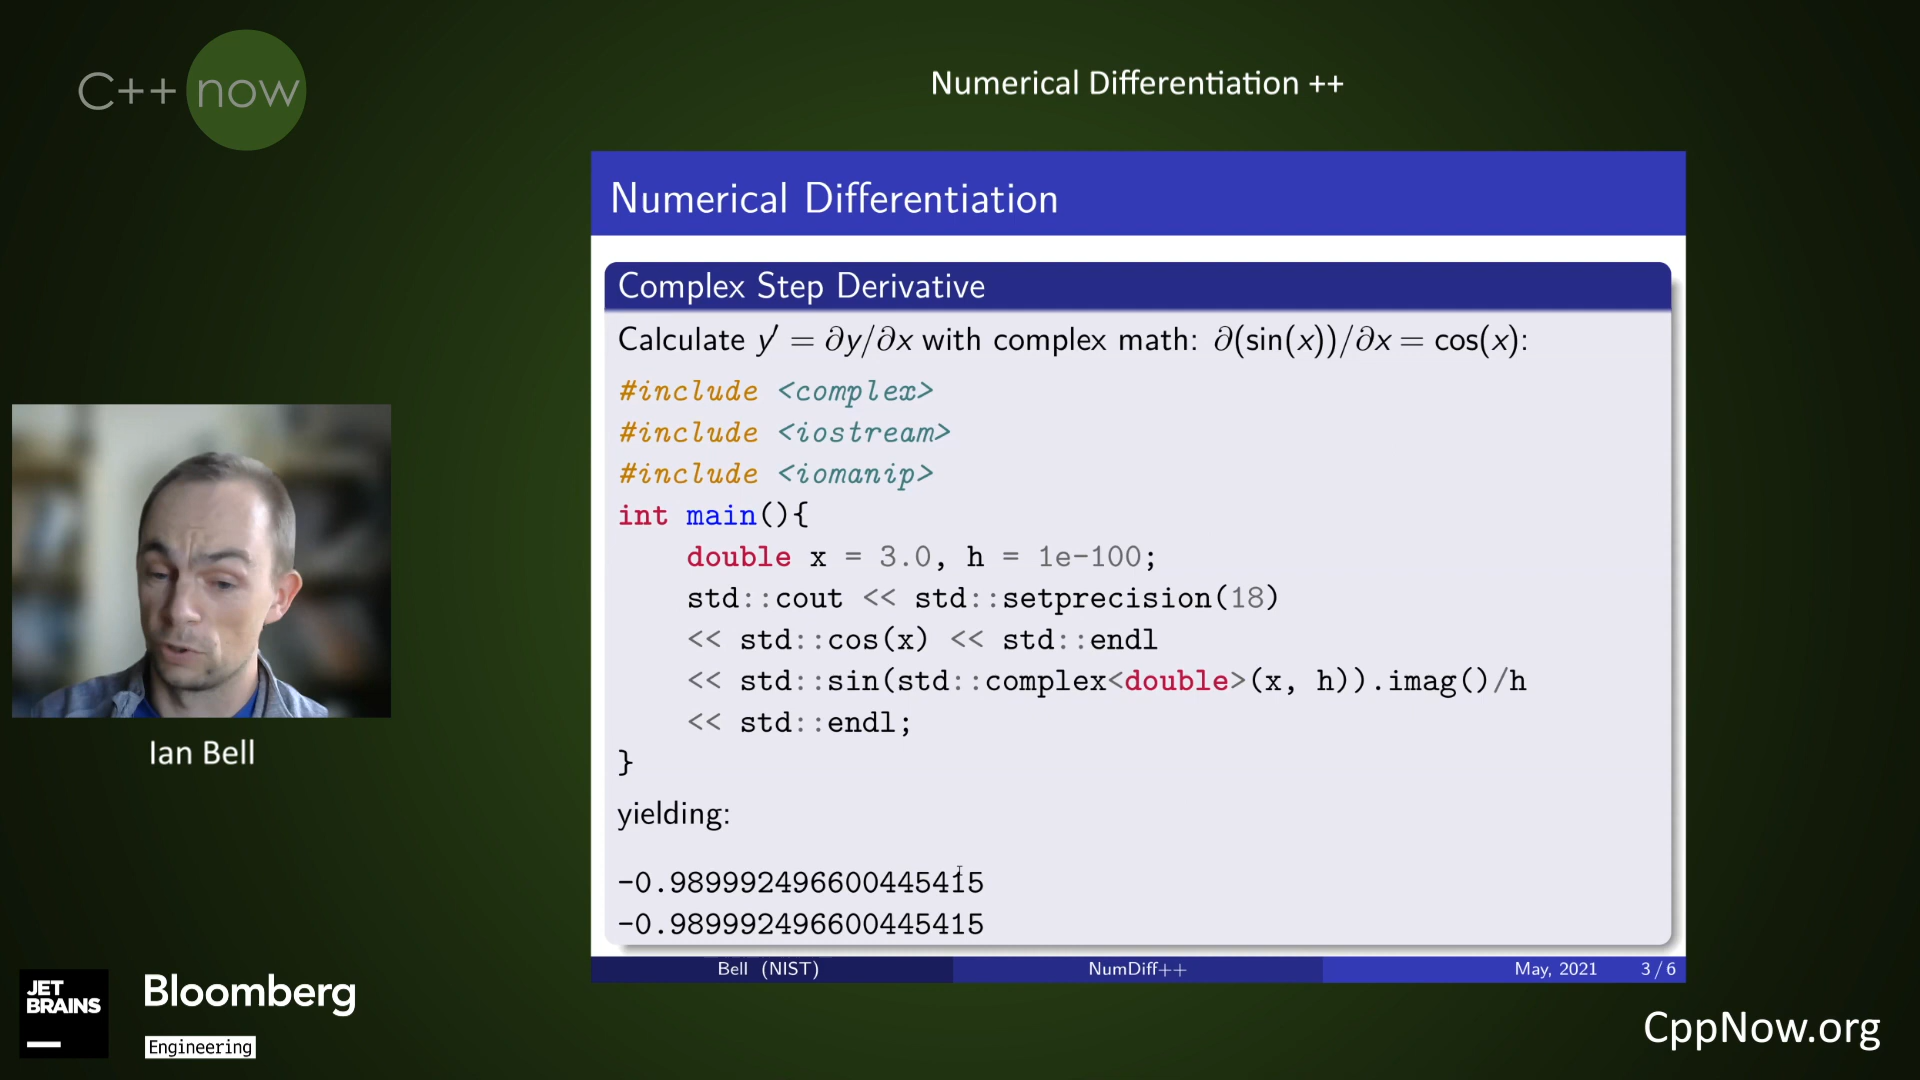 C++ now
Numerical Differentiation ++
Numerical Differentiation
Complex Step Derivative
Calculate y′ = ∂y/∂x with complex math: ∂(sin(x))/∂x = cos(x):
#include <complex>
#include <iostream>
#include <iomanip>
int main(){
    double x = 3.0, h = 1e-100;
    std::cout << std::setprecision(18)
    << std::cos(x) << std::endl
    << std::sin(std::complex<double>(x, h)).imag()/h
    << std::endl;
}
yielding:
-0.989992496600445415
-0.989992496600445415
Bell (NIST)
NumDiff++
May, 2021
3 / 6
Ian Bell
JET
BRAINS
Bloomberg
Engineering
CppNow.org